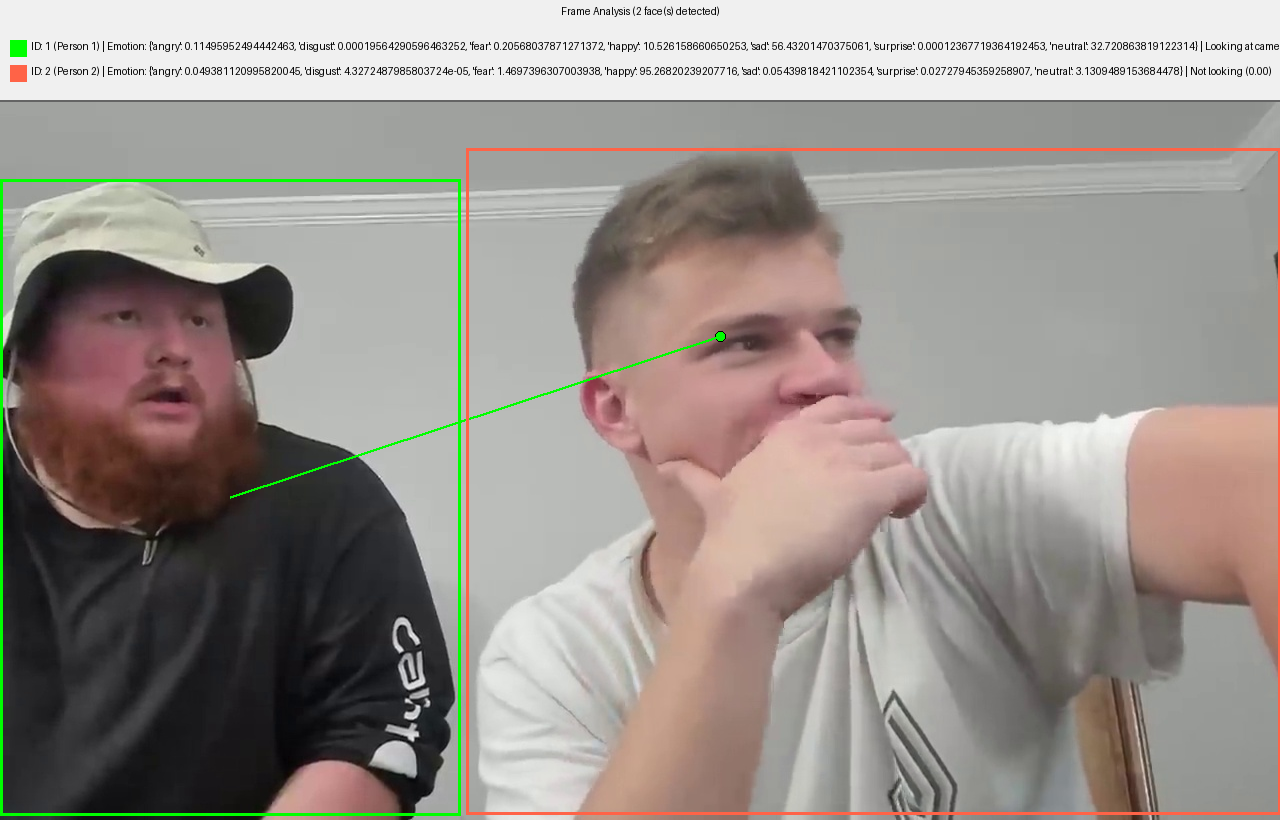 Frame Analysis (2 face(s) detected)
ID: 1 (Person 1) | Emotion: {'angry': 0.11495952494442463, 'disgust': 0.00019564290596463252, 'fear': 0.20568037871271372, 'happy': 10.526158660650253, 'sad': 56.43201470375061, 'surprise': 0.00012367719364192453, 'neutral': 32.720863819122314} | Looking at came
ID: 2 (Person 2) | Emotion: {'angry': 0.049381120995820045, 'disgust': 4.3272487985803724e-05, 'fear': 1.4697396307003938, 'happy': 95.26820239207716, 'sad': 0.05439818421102354, 'surprise': 0.02727945359258907, 'neutral': 3.1309489153684478} | Not looking (0.00)